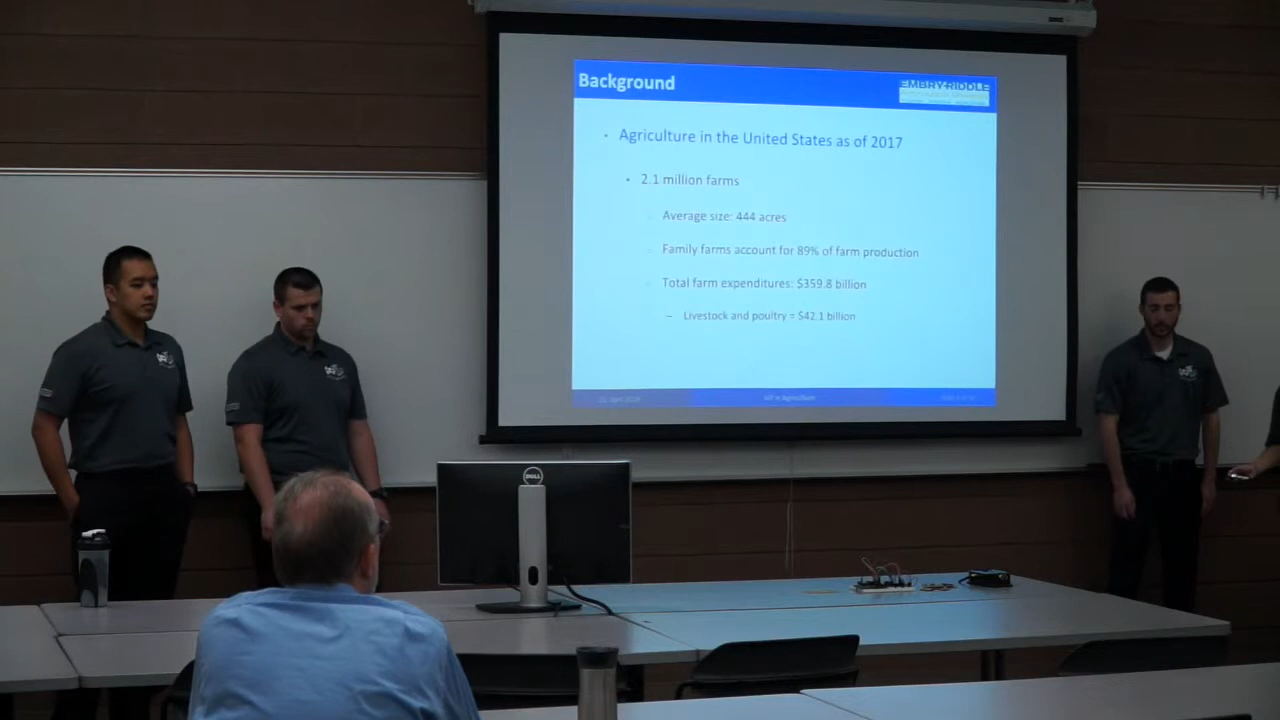 Background
EMBRY-RIDDLE
Agriculture in the United States as of 2017
2.1 million farms
Average size: 444 acres
Family farms account for 89% of farm production
Total farm expenditures: $359.8 billion
Livestock and poultry = $42.1 billion
DELL